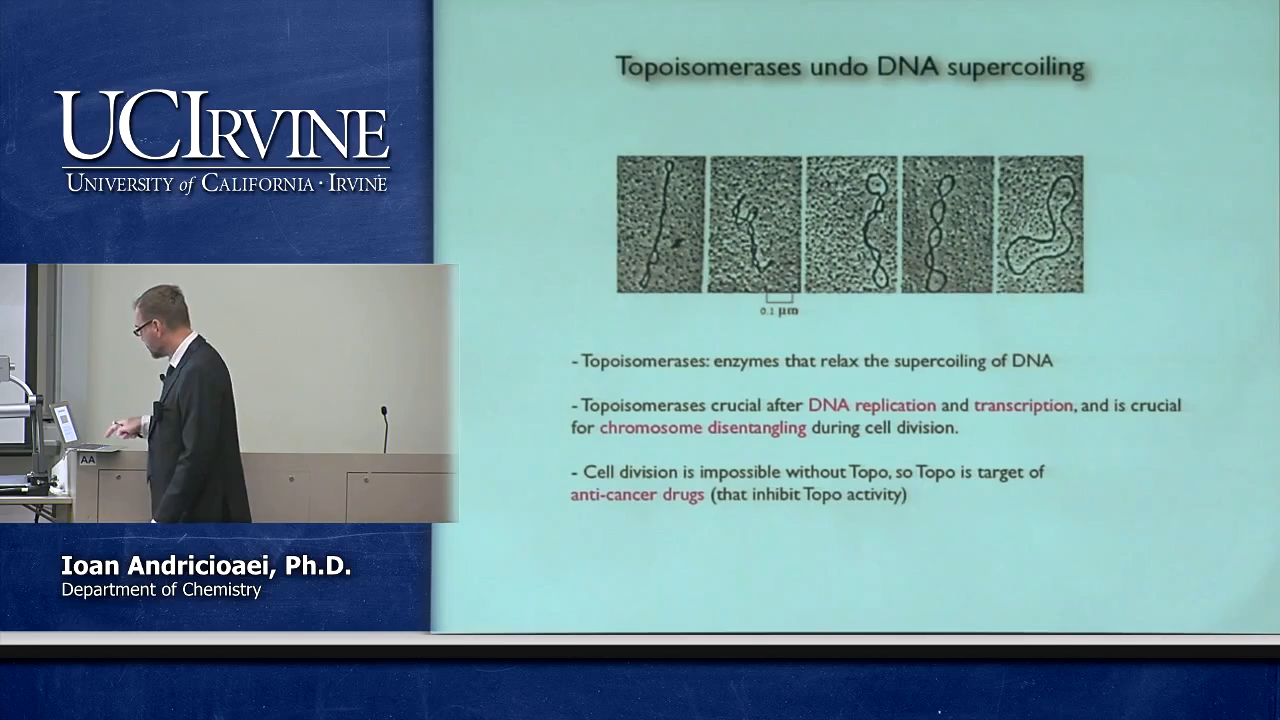 UCIRVINE
UNIVERSITY of CALIFORNIA · IRVINE
AA
Ioan Andricioaei, Ph.D.
Department of Chemistry
Topoisomerases undo DNA supercoiling
0.1 μm
- Topoisomerases: enzymes that relax the supercoiling of DNA
- Topoisomerases crucial after DNA replication and transcription, and is crucial
for chromosome disentangling during cell division.
- Cell division is impossible without Topo, so Topo is target of
anti-cancer drugs (that inhibit Topo activity)